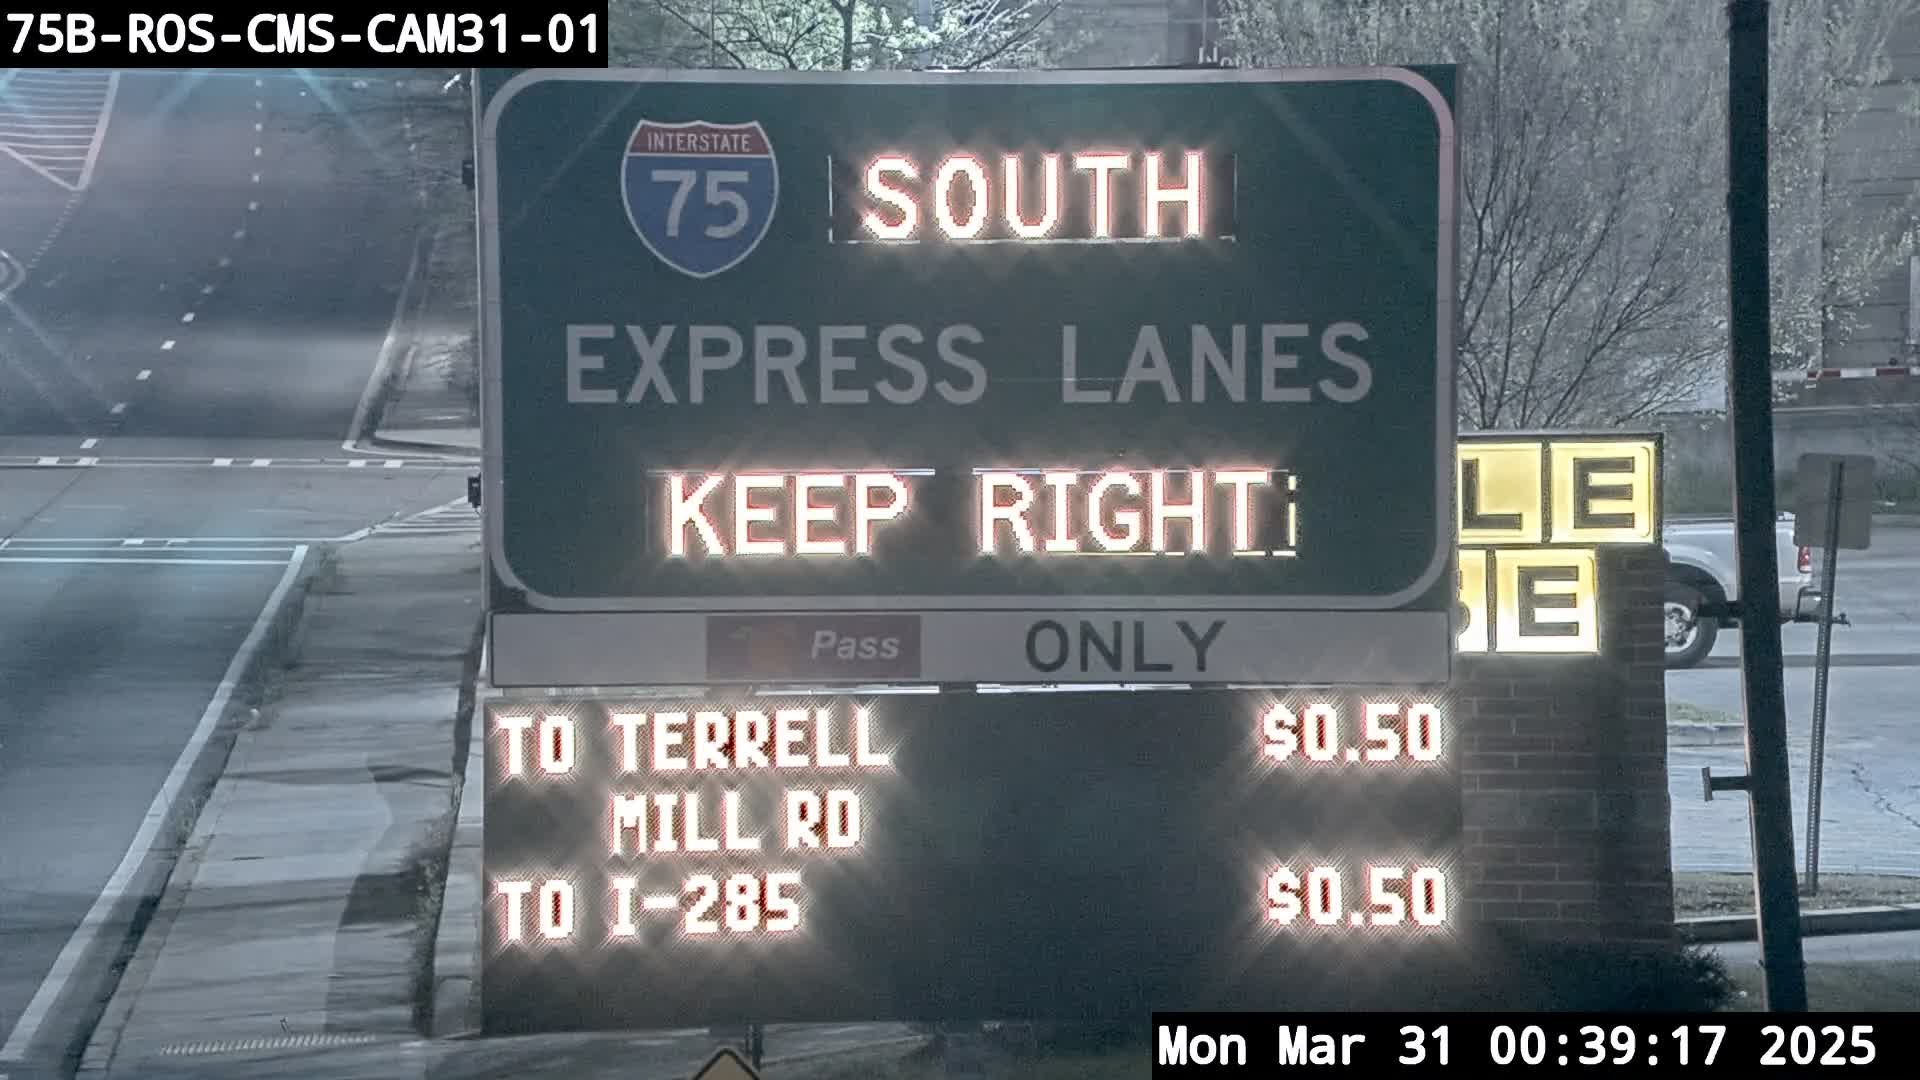 75B-ROS-CMS-CAM31-01
INTERSTATE
75
SOUTH
EXPRESS LANES
KEEP RIGHT
Pass ONLY
TO TERRELL $0.50
MILL RD
TO I-285 $0.50
LE
E
Mon Mar 31 00:39:17 2025